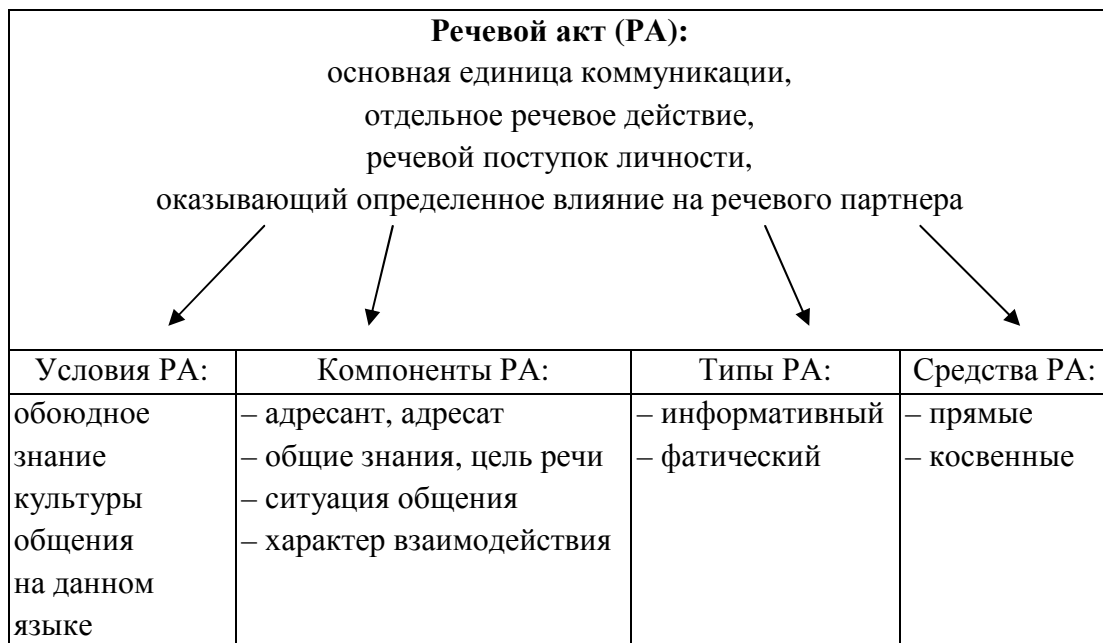 Речевой акт (РА):
основная единица коммуникации,
отдельное речевое действие,
речевой поступок личности,
оказывающий определенное влияние на речевого партнера
Условия РА:
обоюдное
знание
культуры
общения
на данном
языке
Компоненты РА:
– адресант, адресат
– общие знания, цель речи
– ситуация общения
– характер взаимодействия
Типы РА:
– информативный
– фатический
Средства РА:
– прямые
– косвенные